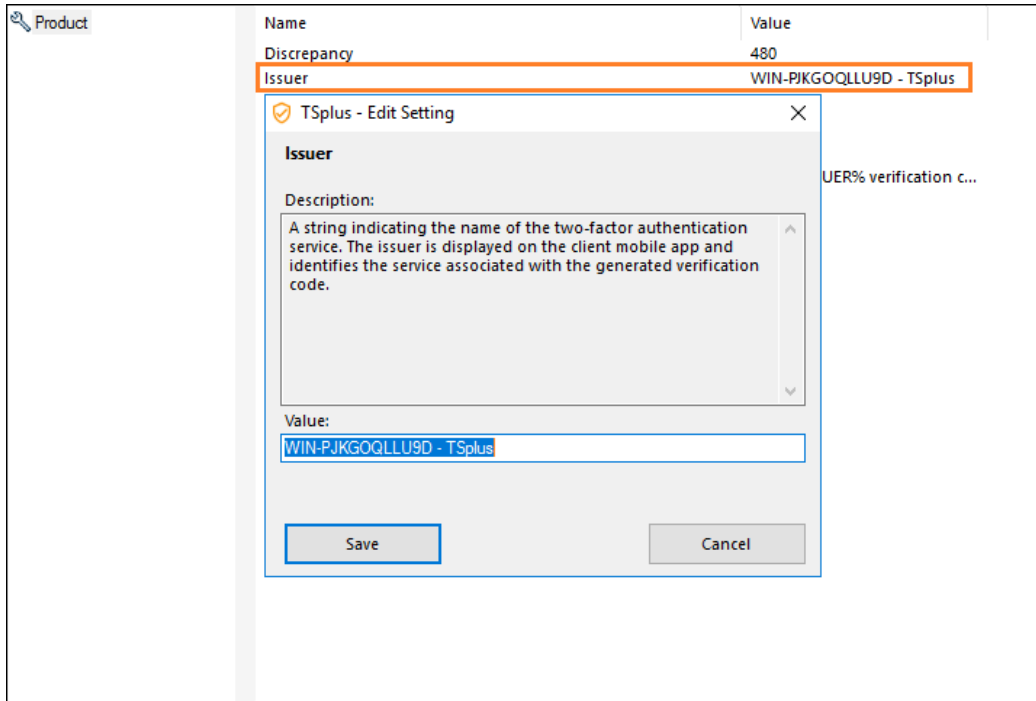 Product
Name Value
Discrepancy 480
Issuer WIN-PJKGOQLLU9D - TSplus
TSplus - Edit Setting
Issuer
UER% verification c...
Description:
A string indicating the name of the two-factor authentication
service. The issuer is displayed on the client mobile app and
identifies the service associated with the generated verification
code.
Value:
WIN-PJKGOQLLU9D - TSplus
Save Cancel